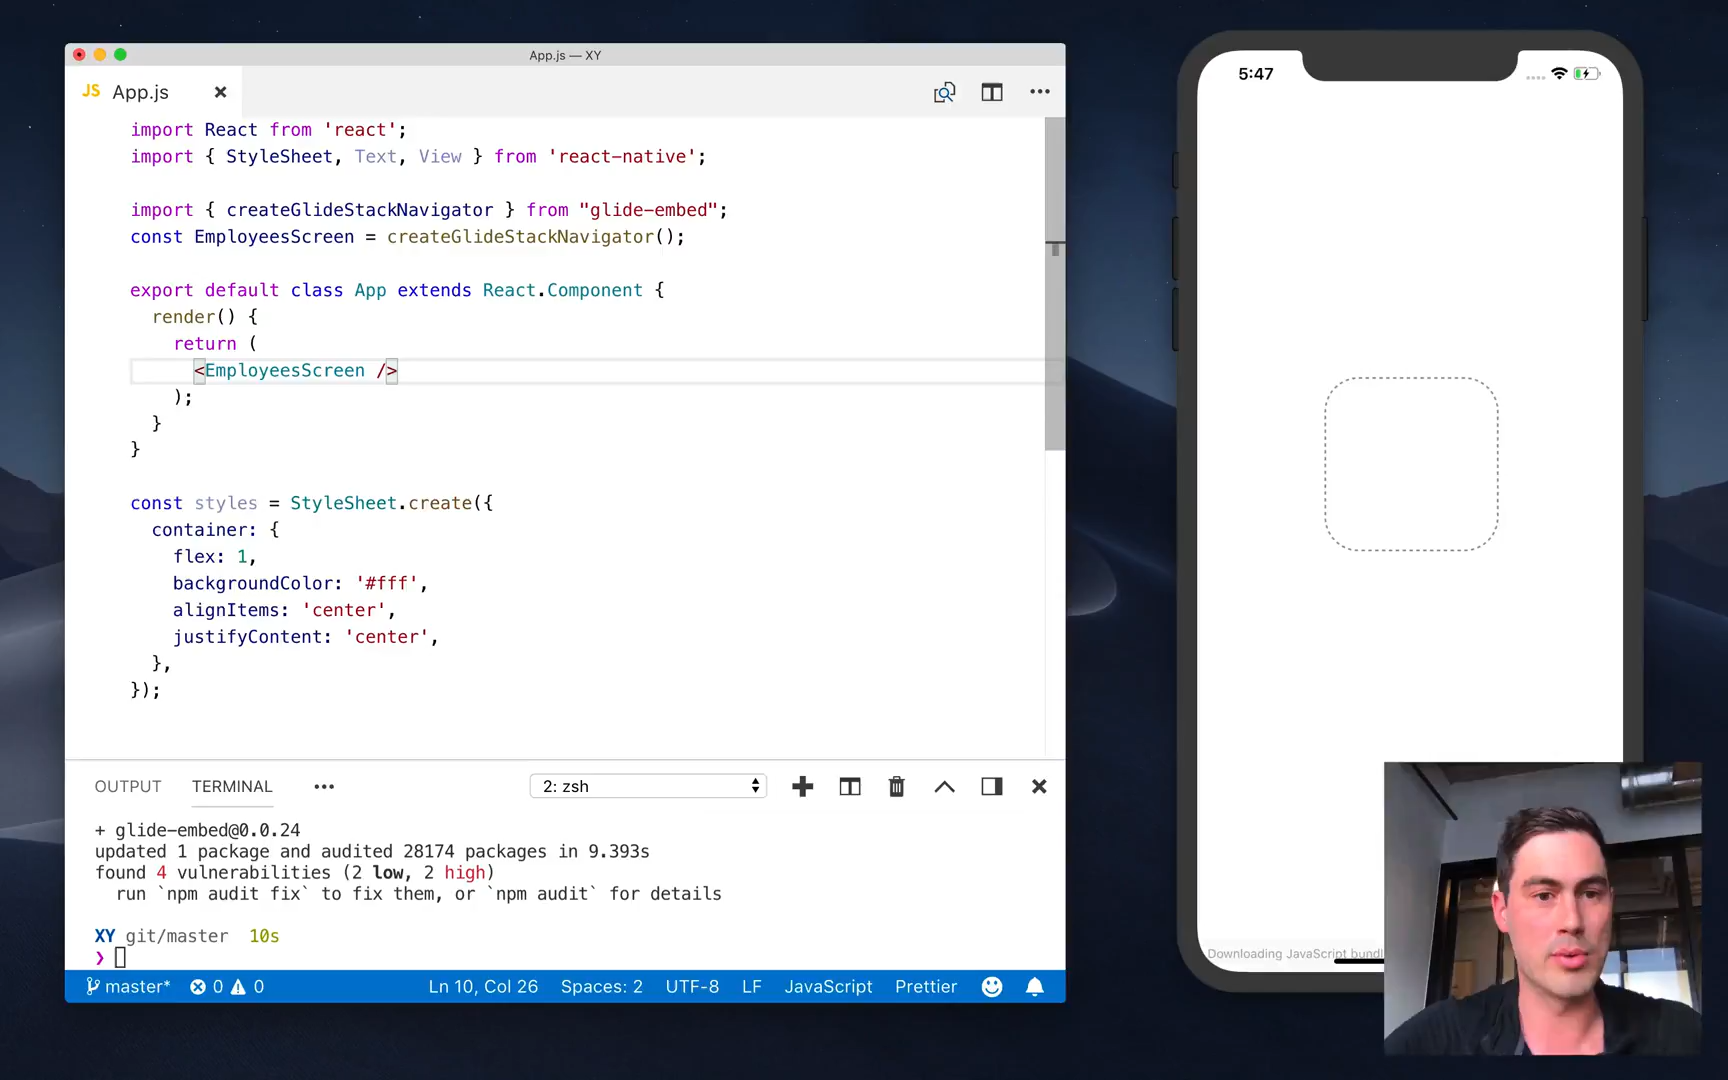 App.js — XY
JS App.js
import React from 'react';
import { StyleSheet, Text, View } from 'react-native';
import { createGlideStackNavigator } from "glide-embed";
const EmployeesScreen = createGlideStackNavigator();
export default class App extends React.Component {
render() {
return (
<EmployeesScreen />
);
}
}
const styles = StyleSheet.create({
container: {
flex: 1,
backgroundColor: '#fff',
alignItems: 'center',
justifyContent: 'center',
},
});
OUTPUT TERMINAL 2: zsh
+ glide-embed@0.0.24
updated 1 package and audited 28174 packages in 9.393s
found 4 vulnerabilities (2 low, 2 high)
run `npm audit fix` to fix them, or `npm audit` for details
XY git/master 10s
❯
master* 0 0 Ln 10, Col 26 Spaces: 2 UTF-8 LF JavaScript Prettier
5:47
Downloading JavaScript bundl